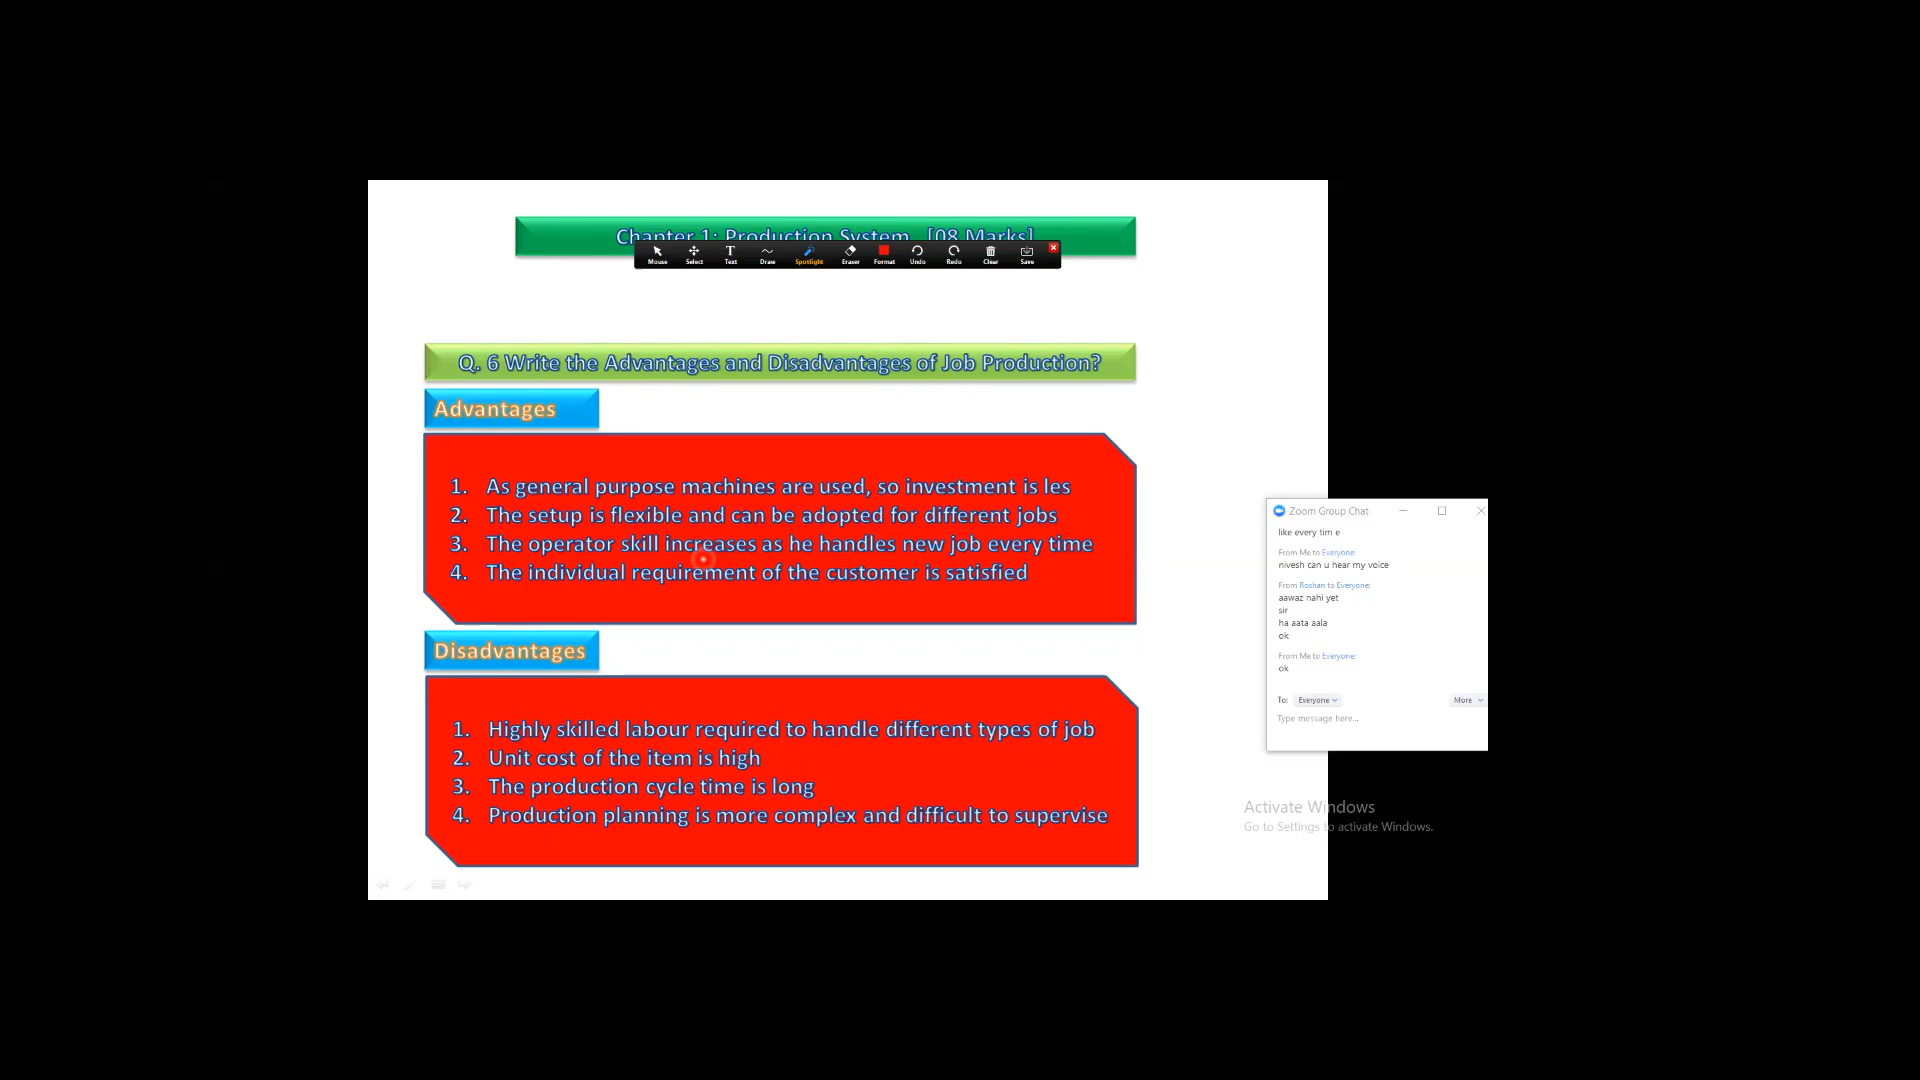 Chapter 1: Production System [08 Marks]
Mouse Select Text Draw Spotlight Eraser Format Undo Redo Clear Save
Q. 6 Write the Advantages and Disadvantages of Job Production?
Advantages
1. As general purpose machines are used, so investment is les
2. The setup is flexible and can be adopted for different jobs
3. The operator skill increases as he handles new job every time
4. The individual requirement of the customer is satisfied
Disadvantages
1. Highly skilled labour required to handle different types of job
2. Unit cost of the item is high
3. The production cycle time is long
4. Production planning is more complex and difficult to supervise
Zoom Group Chat
like every tim e
From Me to Everyone:
nivesh can u hear my voice
From Roshan to Everyone:
aawaz nahi yet
sir
ha aata aala
ok
From Me to Everyone:
ok
To: Everyone More
Type message here...
Activate Windows
Go to Settings to activate Windows.